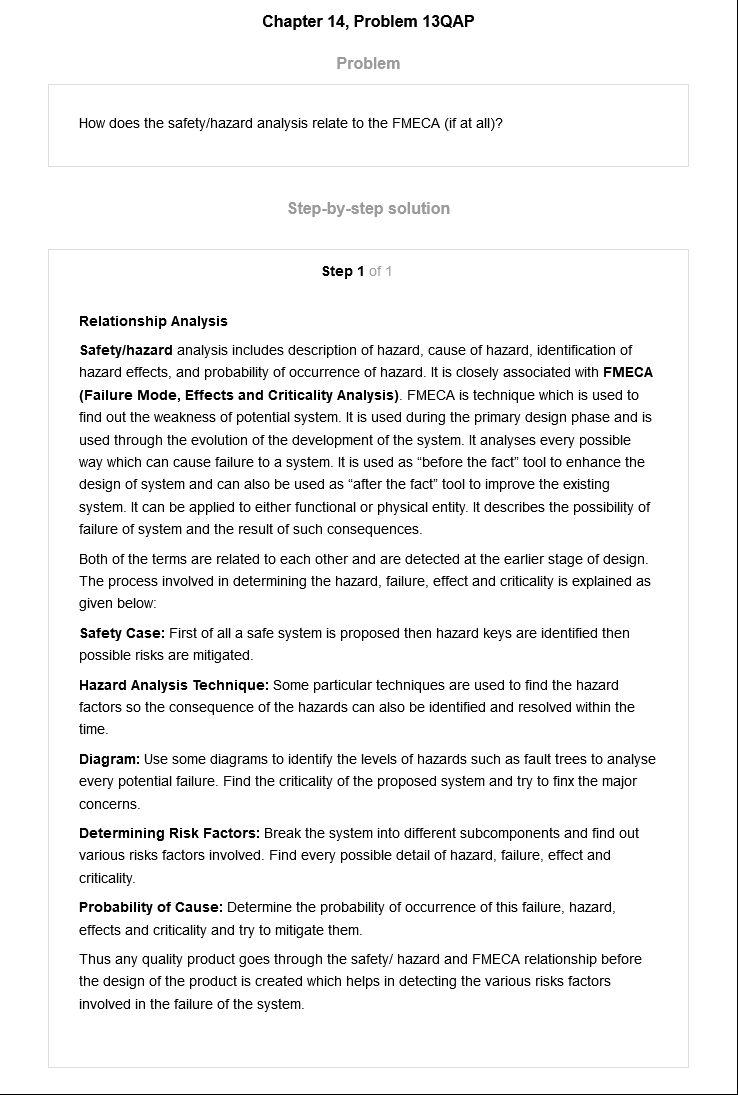 Chapter 14, Problem 13QAP
Problem
How does the safety/hazard analysis relate to the FMECA (if at all)?
Step-by-step solution
Step 1 of 1
Relationship Analysis
Safety/hazard analysis includes description of hazard, cause of hazard, identification of
hazard effects, and probability of occurrence of hazard. It is closely associated with FMECA
(Failure Mode, Effects and Criticality Analysis). FMECA is technique which is used to
find out the weakness of potential system. It is used during the primary design phase and is
used through the evolution of the development of the system. It analyses every possible
way which can cause failure to a system. It is used as “before the fact” tool to enhance the
design of system and can also be used as “after the fact” tool to improve the existing
system. It can be applied to either functional or physical entity. It describes the possibility of
failure of system and the result of such consequences.
Both of the terms are related to each other and are detected at the earlier stage of design.
The process involved in determining the hazard, failure, effect and criticality is explained as
given below:
Safety Case: First of all a safe system is proposed then hazard keys are identified then
possible risks are mitigated.
Hazard Analysis Technique: Some particular techniques are used to find the hazard
factors so the consequence of the hazards can also be identified and resolved within the
time.
Diagram: Use some diagrams to identify the levels of hazards such as fault trees to analyse
every potential failure. Find the criticality of the proposed system and try to finx the major
concerns.
Determining Risk Factors: Break the system into different subcomponents and find out
various risks factors involved. Find every possible detail of hazard, failure, effect and
criticality.
Probability of Cause: Determine the probability of occurrence of this failure, hazard,
effects and criticality and try to mitigate them.
Thus any quality product goes through the safety/ hazard and FMECA relationship before
the design of the product is created which helps in detecting the various risks factors
involved in the failure of the system.